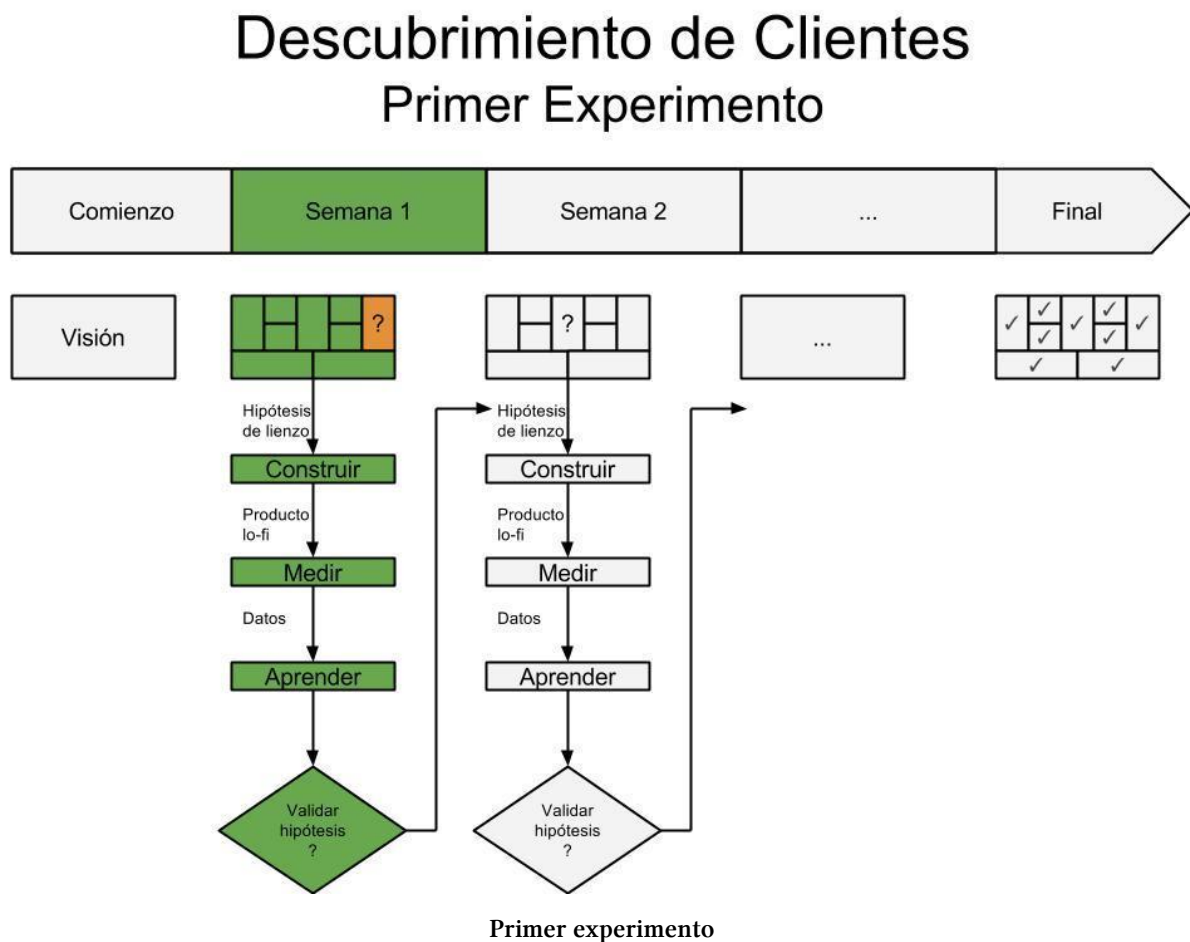 Descubrimiento de Clientes
Primer Experimento
Comienzo
Semana 1
Semana 2
...
Final
Visión
?
?
...
✓ ✓ ✓ ✓ ✓
✓ ✓
✓ ✓
Hipótesis
de lienzo
Construir
Producto
lo-fi
Medir
Datos
Aprender
Validar
hipótesis
?
Hipótesis
de lienzo
Construir
Producto
lo-fi
Medir
Datos
Aprender
Validar
hipótesis
?
Primer experimento